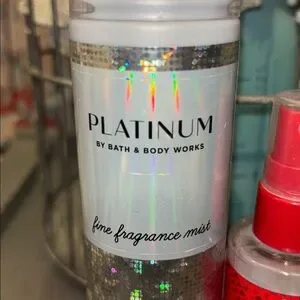 PLATINUM
BY BATH & BODY WORKS
fine fragrance mist